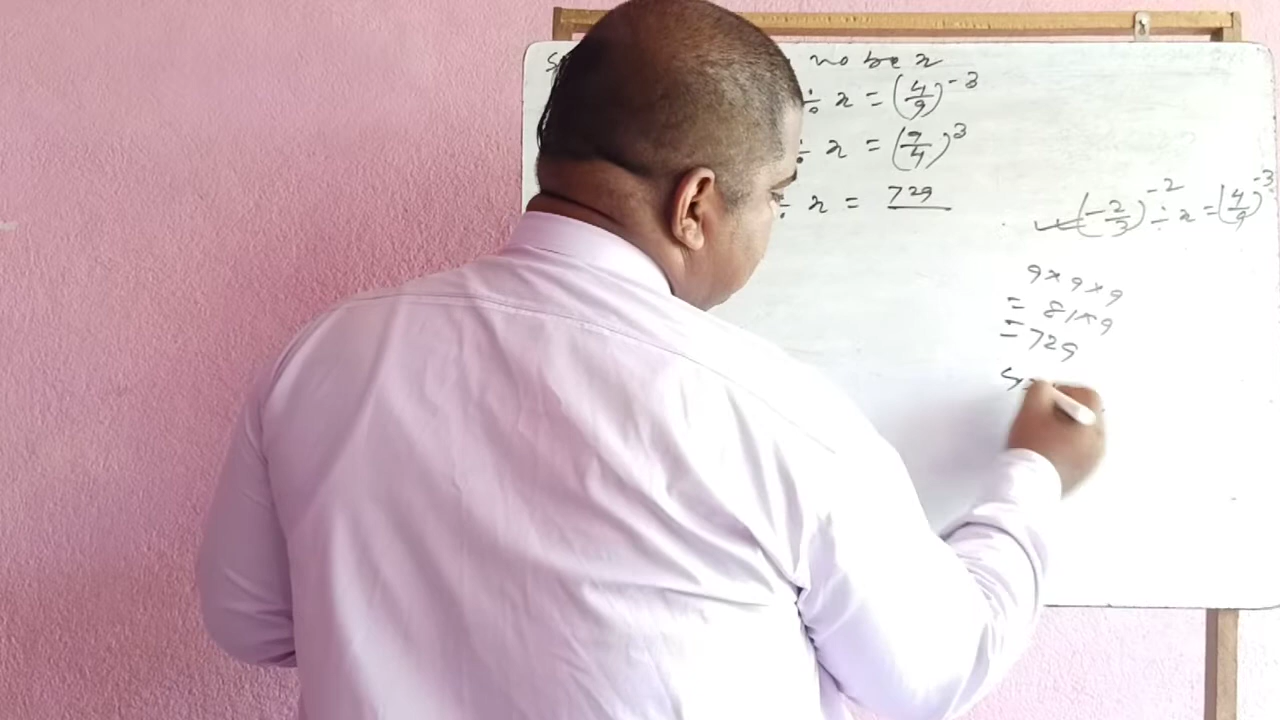 no be x
÷ x = (4/9)^-3
÷ x = (9/4)^3
÷ x = 729
(-2/3)^-2 ÷ x = (4/9)^-3
9×9×9
= 81×9
= 729